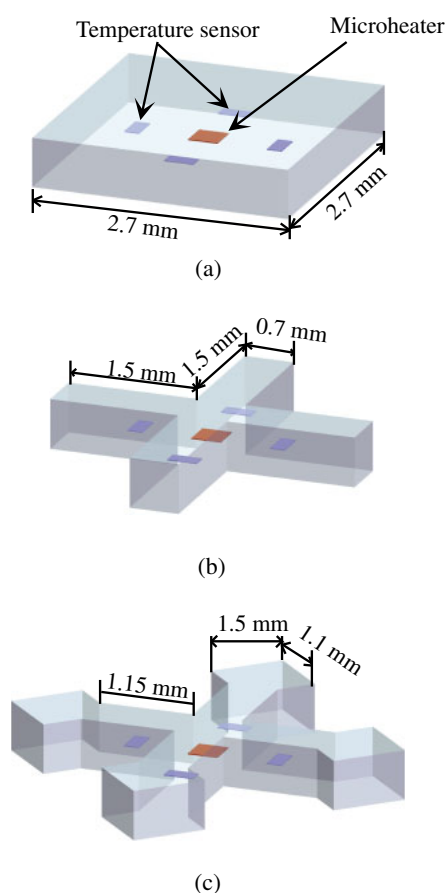 Temperature sensor
Microheater
2.7 mm
2.7 mm
(a)
1.5 mm
1.5 mm
0.7 mm
(b)
1.15 mm
1.5 mm
1.1 mm
(c)